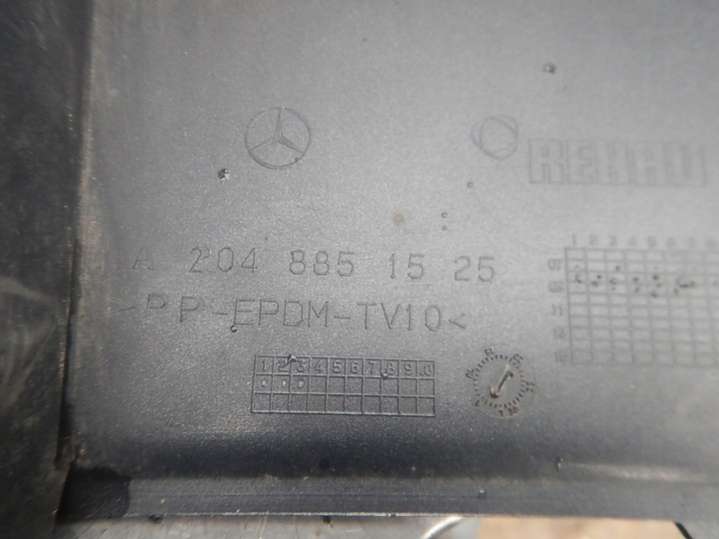 REHAU
A 204 885 15 25
>PP-EPDM-TV10<
1 2 3 4 5 6 7 8 9 0